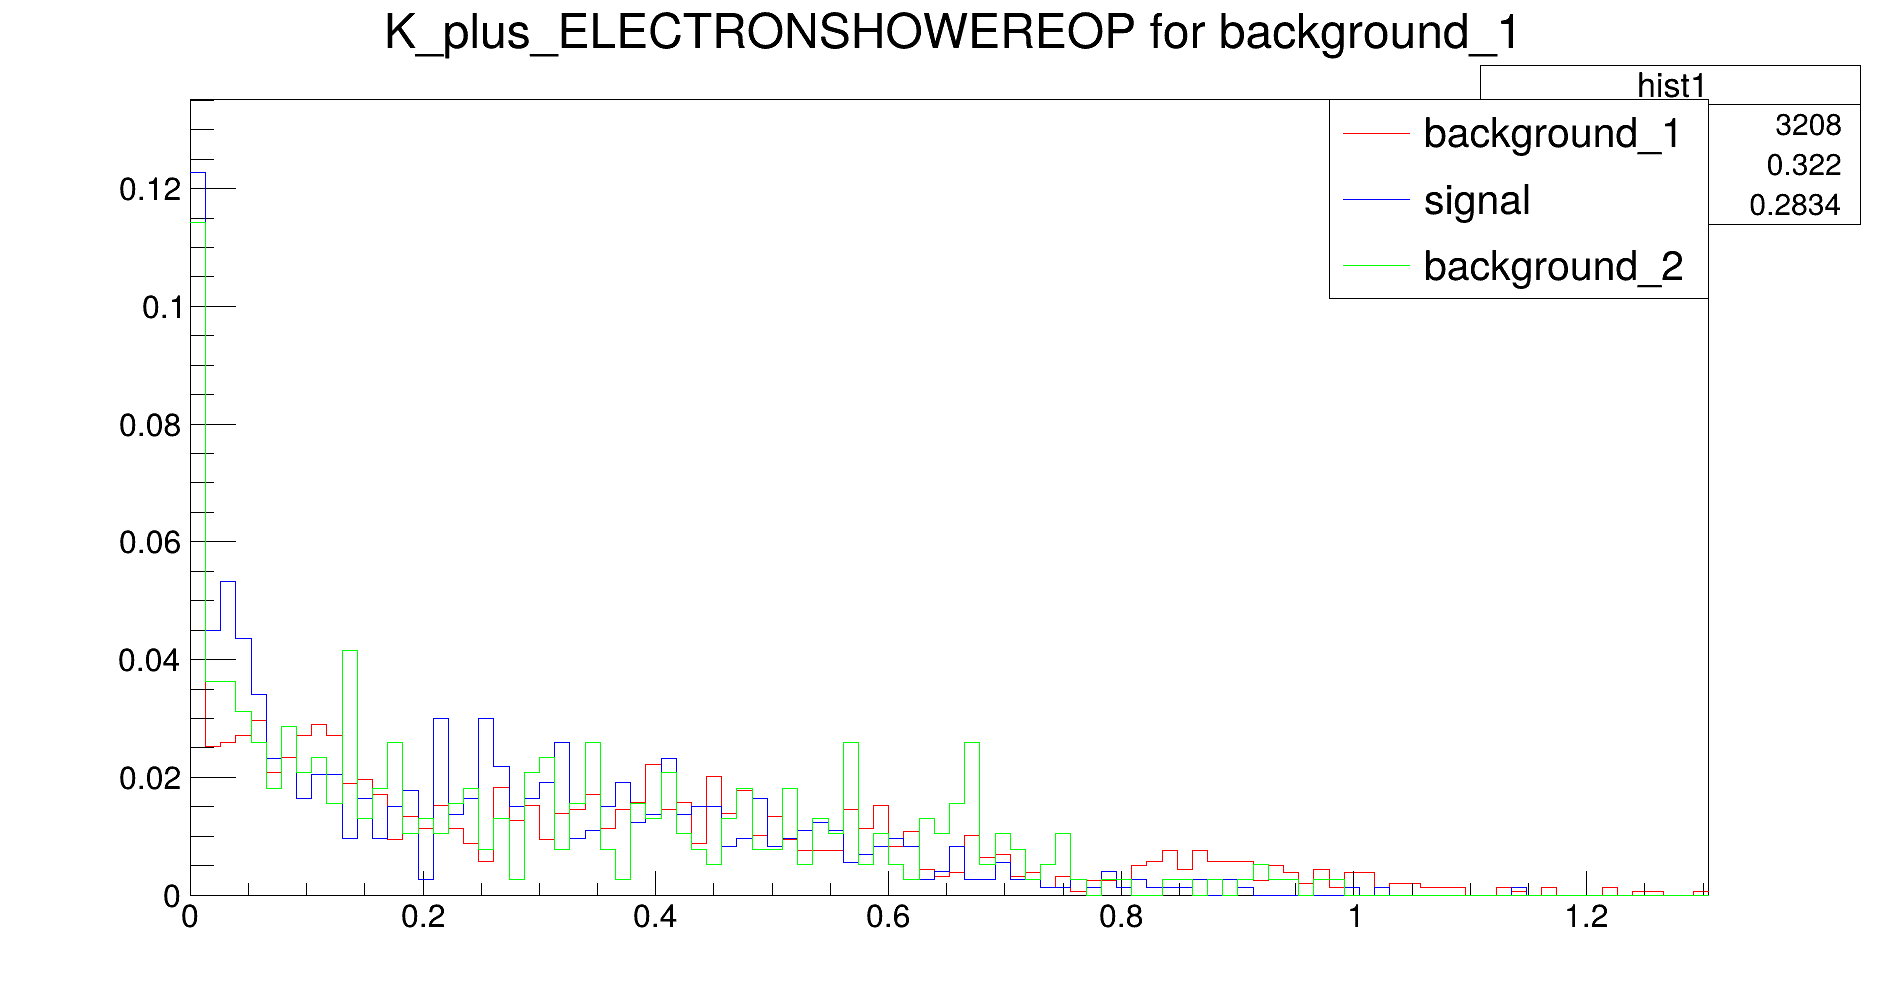 K_plus_ELECTRONSHOWEREOP for background_1
hist1
3208
0.322
0.2834
background_1
signal
background_2
0.12
0.1
0.08
0.06
0.04
0.02
0
0 0.2 0.4 0.6 0.8 1 1.2